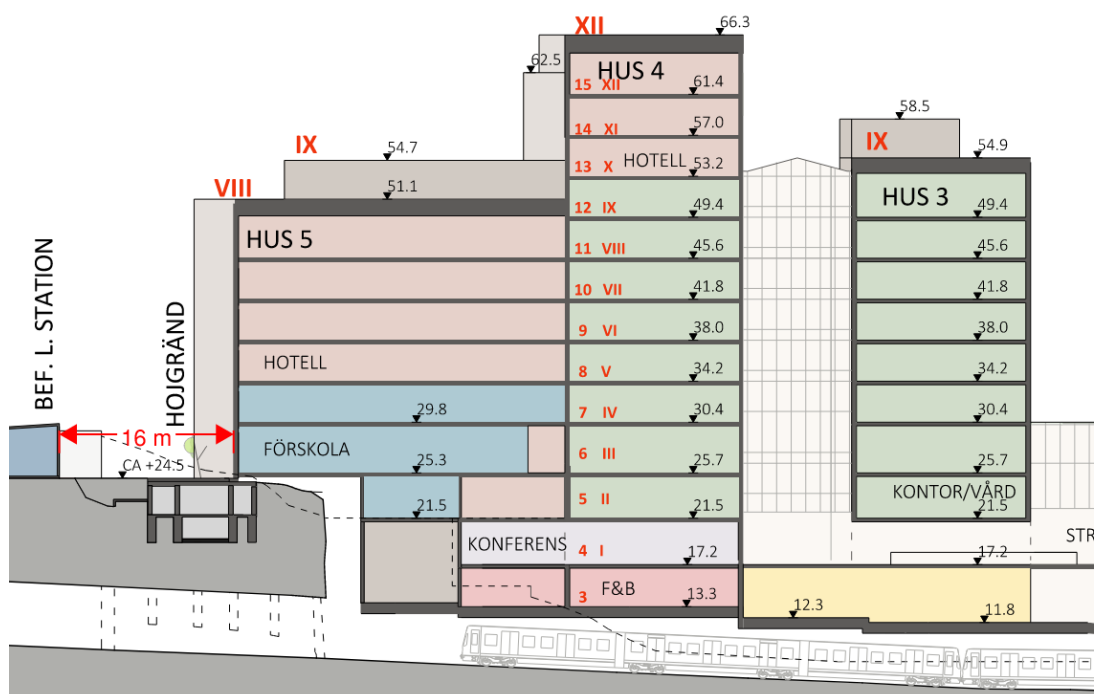 XII
66.3
62.5
HUS 4
15 XII
61.4
14 XI
57.0
13 X
HOTELL
53.2
12 IX
49.4
11 VIII
45.6
10 VII
41.8
9 VI
38.0
8 V
34.2
7 IV
30.4
6 III
25.7
5 II
21.5
4 I
17.2
3
F&B
13.3
IX
54.7
VIII
51.1
HUS 5
HOTELL
29.8
FÖRSKOLA
25.3
21.5
KONFERENS
BEF. L. STATION
HOJGRÄND
16 m
CA +24.5
58.5
IX
54.9
HUS 3
49.4
45.6
41.8
38.0
34.2
30.4
25.7
KONTOR/VÅRD
21.5
STR
17.2
12.3
11.8